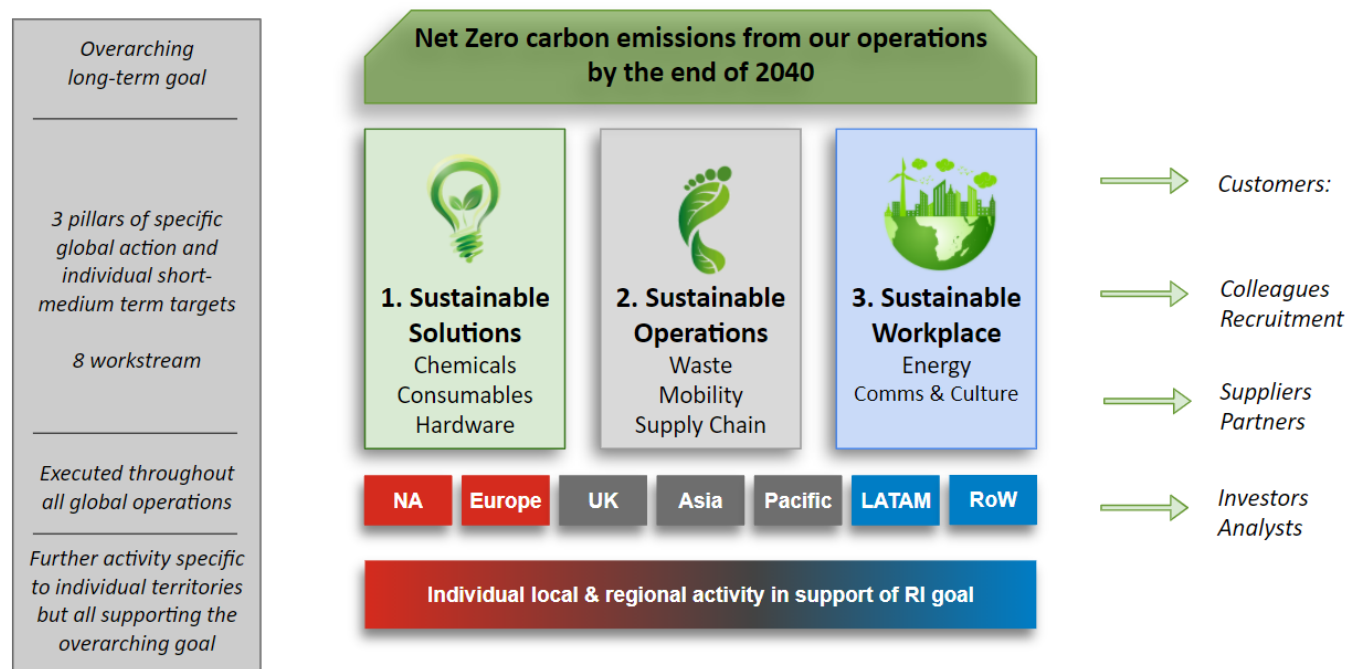 Overarching
long-term goal
3 pillars of specific
global action and
individual short-
medium term targets
8 workstream
Executed throughout
all global operations
Further activity specific
to individual territories
but all supporting the
overarching goal
Net Zero carbon emissions from our operations
by the end of 2040
1. Sustainable
Solutions
Chemicals
Consumables
Hardware
2. Sustainable
Operations
Waste
Mobility
Supply Chain
3. Sustainable
Workplace
Energy
Comms & Culture
NA
Europe
UK
Asia
Pacific
LATAM
RoW
Individual local & regional activity in support of RI goal
Customers:
Colleagues
Recruitment
Suppliers
Partners
Investors
Analysts